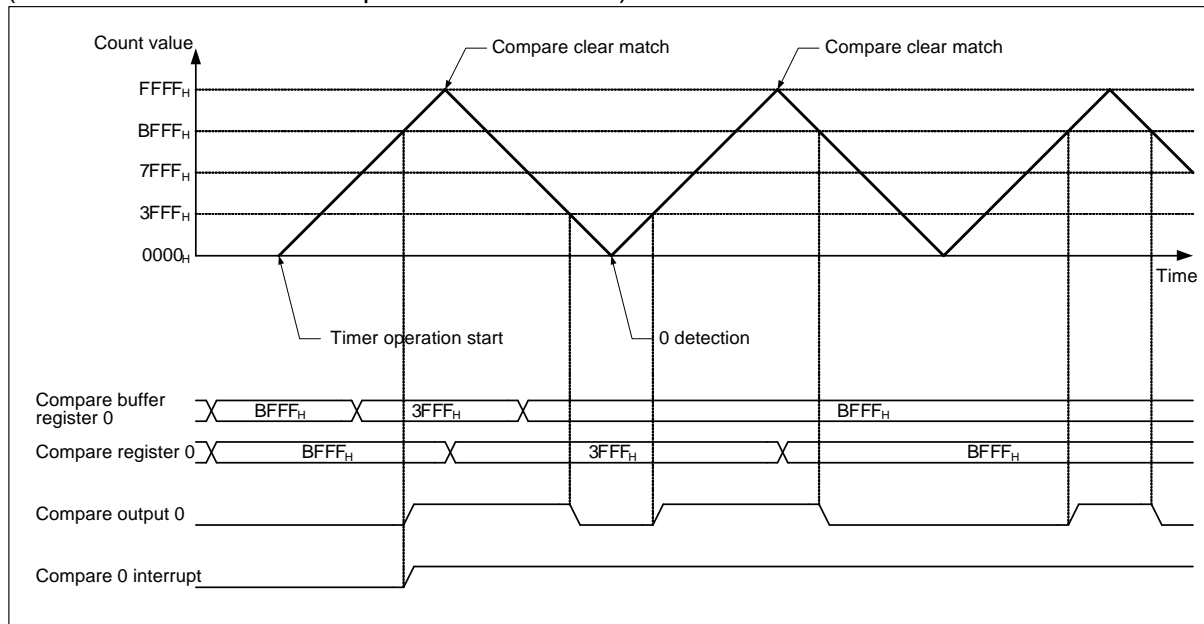 Count value
Compare clear match
Compare clear match
FFFFH
BFFFH
7FFFH
3FFFH
0000H
Time
Timer operation start
0 detection
Compare buffer
register 0
BFFFH
3FFFH
BFFFH
Compare register 0
BFFFH
3FFFH
BFFFH
Compare output 0
Compare 0 interrupt